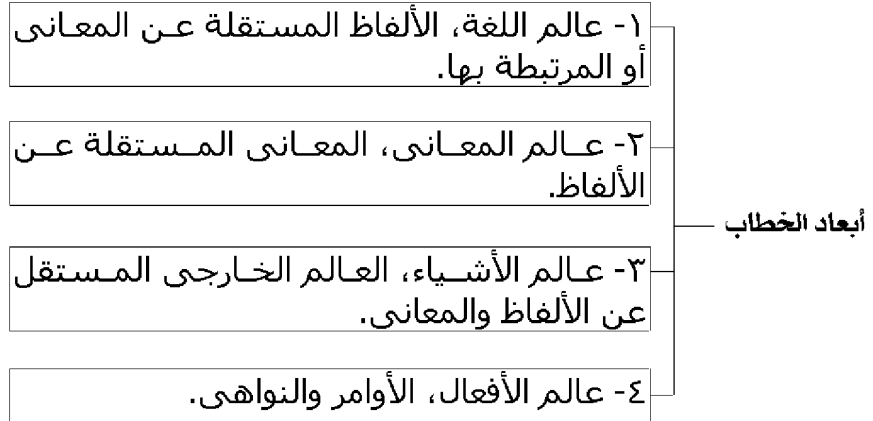 أبعاد الخطاب
١- عالم اللغة، الألفاظ المستقلة عن المعانى
أو المرتبطة بها.
٢- عالم المعانى، المعانى المستقلة عن
الألفاظ.
٣- عالم الأشياء، العالم الخارجى المستقل
عن الألفاظ والمعانى.
٤- عالم الأفعال، الأوامر والنواهى.